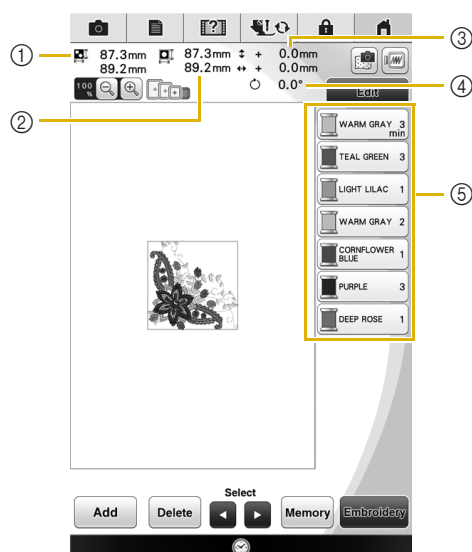 ① 87.3mm 87.3mm ↕ + 0.0mm ③
89.2mm 89.2mm ↔ + 0.0mm
100 % 0.0° ④
② Edit
WARM GRAY 3 min
TEAL GREEN 3
LIGHT LILAC 1
⑤
WARM GRAY 2
CORNFLOWER BLUE 1
PURPLE 3
DEEP ROSE 1
Select
Add Delete Memory Embroidery